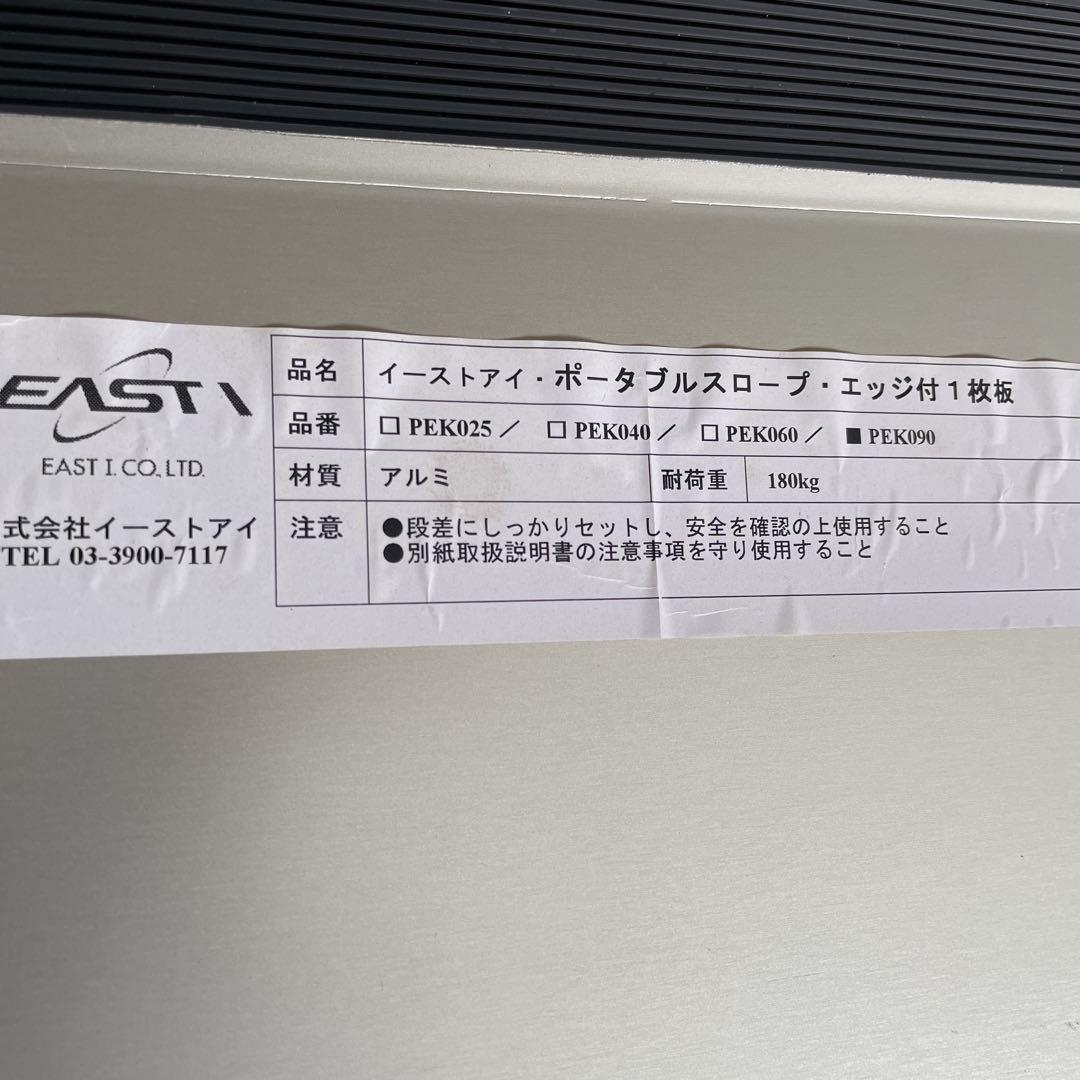 EAST I
EAST I. CO., LTD.
式会社イーストアイ
TEL 03-3900-7117
品名 イーストアイ・ポータブルスロープ・エッジ付1枚板
品番 □ PEK025 ／ □ PEK040 ／ □ PEK060 ／ ■ PEK090
材質 アルミ 耐荷重 180kg
注意 ●段差にしっかりセットし、安全を確認の上使用すること
●別紙取扱説明書の注意事項を守り使用すること